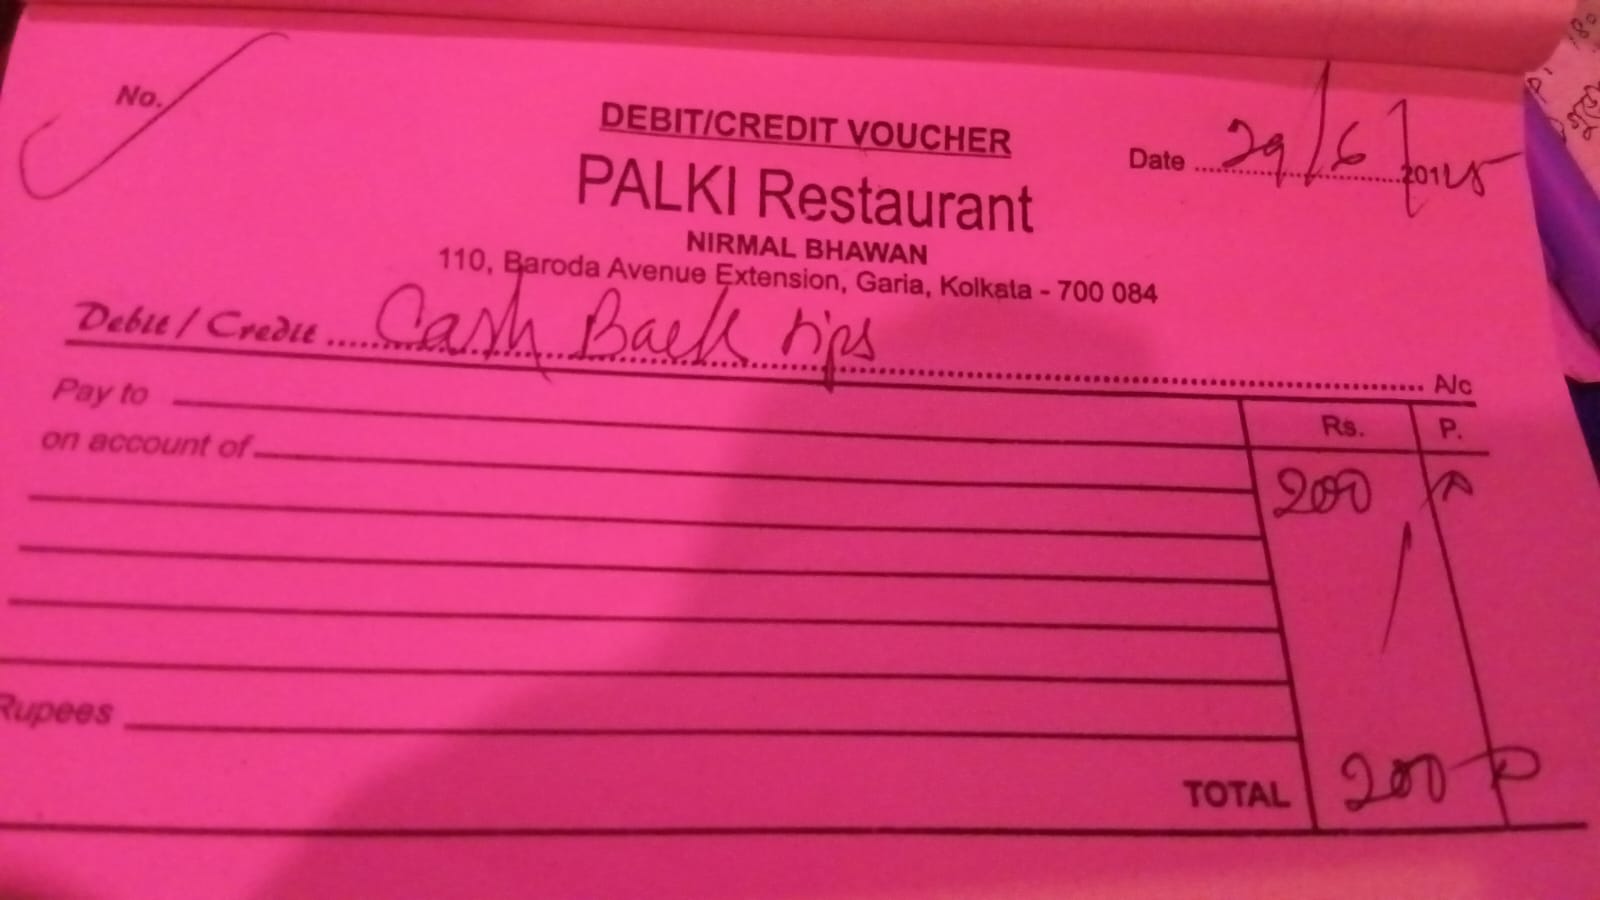 No.
DEBIT/CREDIT VOUCHER
PALKI Restaurant
Date 29/6/2025
NIRMAL BHAWAN
110, Baroda Avenue Extension, Garia, Kolkata - 700 084
Debit / Credit Cash Back tips A/c
Pay to
Rs. P.
on account of
200
Rupees
TOTAL 200